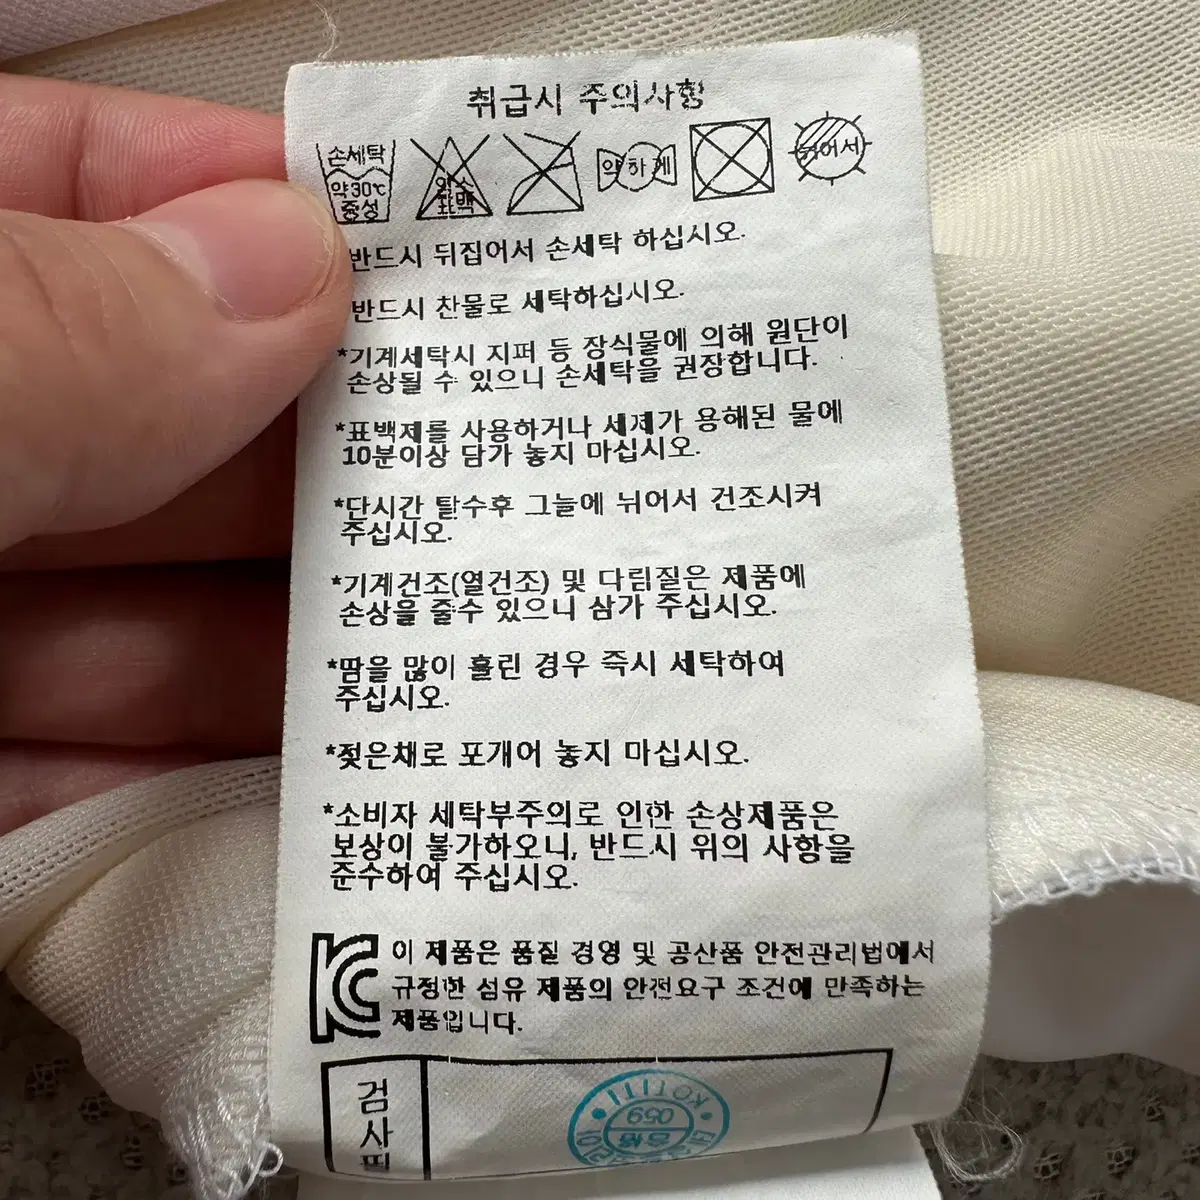 취급시 주의사항
손세탁
약30℃
중성
염소
표백
약하게
뉘어서
반드시 뒤집어서 손세탁 하십시오.
반드시 찬물로 세탁하십시오.
*기계세탁시 지퍼 등 장식물에 의해 원단이
손상될 수 있으니 손세탁을 권장합니다.
*표백제를 사용하거나 세제가 용해된 물에
10분이상 담가 놓지 마십시오.
*단시간 탈수후 그늘에 뉘어서 건조시켜
주십시오.
*기계건조(열건조) 및 다림질은 제품에
손상을 줄수 있으니 삼가 주십시오.
*땀을 많이 흘린 경우 즉시 세탁하여
주십시오.
*젖은채로 포개어 놓지 마십시오.
*소비자 세탁부주의로 인한 손상제품은
보상이 불가하오니, 반드시 위의 사항을
준수하여 주십시오.
이 제품은 품질 경영 및 공산품 안전관리법에서
규정한 섬유 제품의 안전요구 조건에 만족하는
제품입니다.
검사필
KOTITI
059